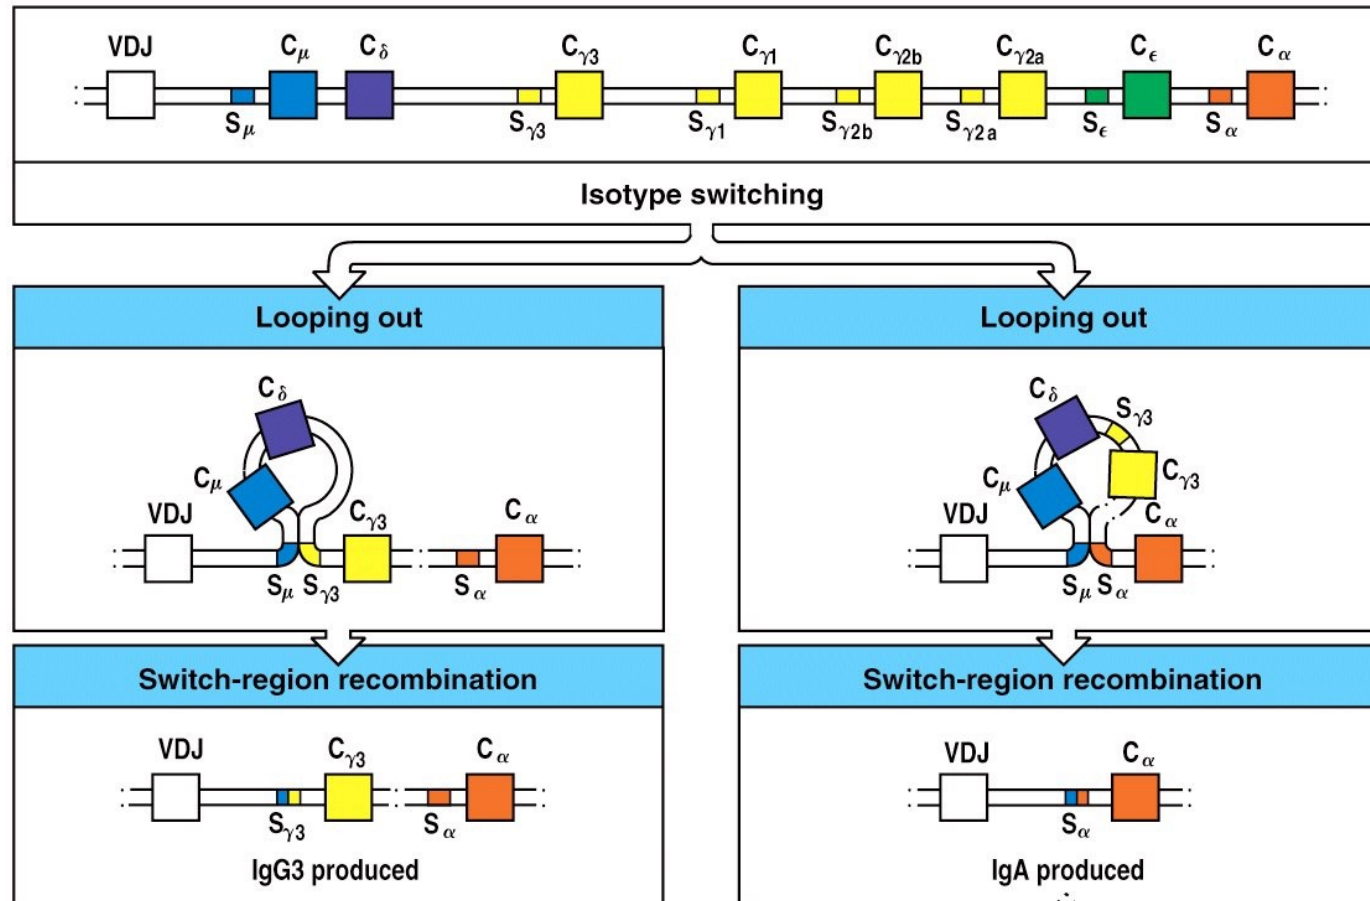 VDJ Cμ Cδ Cγ3 Cγ1 Cγ2b Cγ2a Cϵ Cα
Sμ Sγ3 Sγ1 Sγ2b Sγ2a Sϵ Sα
Isotype switching
Looping out
Cδ
Cμ
VDJ Cγ3 Cα
Sμ Sγ3 Sα
Switch-region recombination
VDJ Cγ3 Cα
Sγ3 Sα
IgG3 produced
Looping out
Cδ Sγ3
Cμ Cγ3
VDJ Cα
Sμ Sα
Switch-region recombination
VDJ Cα
Sα
IgA produced